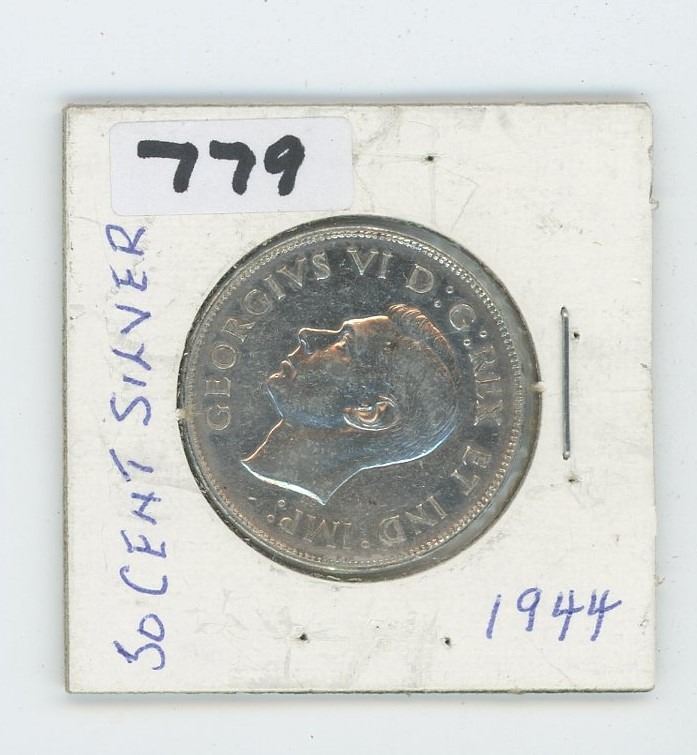 779
50 CENT SILVER
GEORGIVS VI D:G:REX ET IND:IMP:
1944